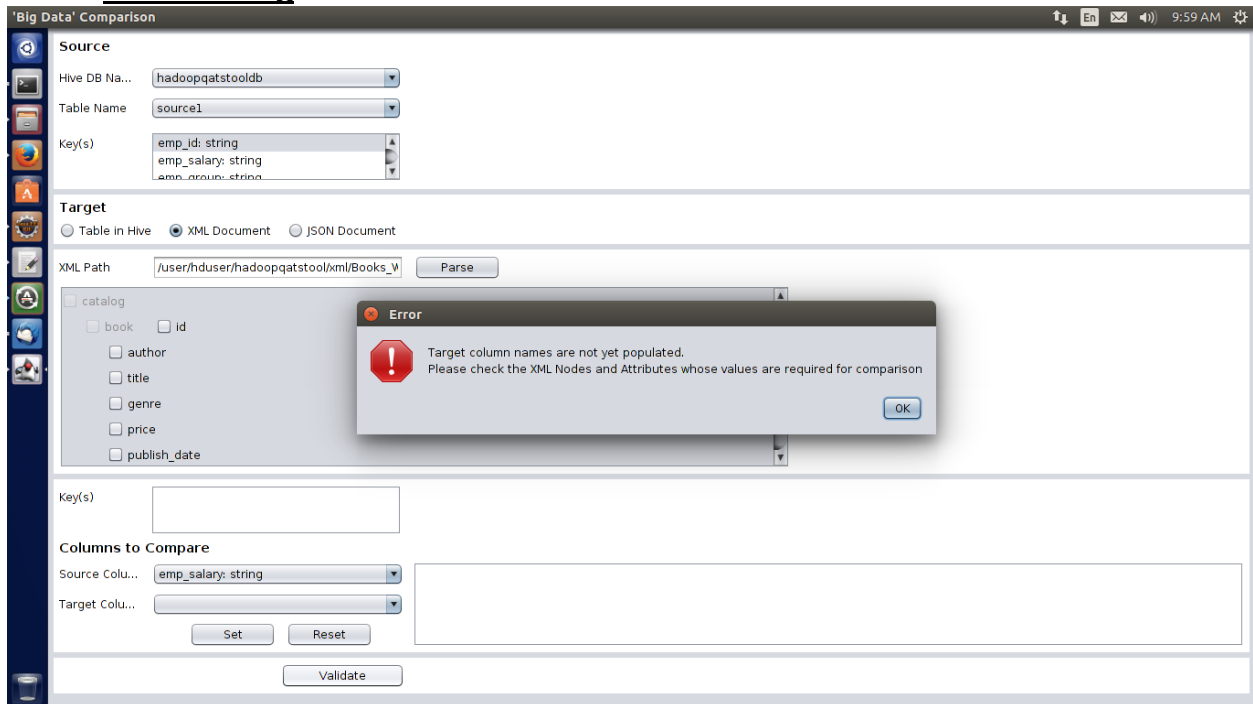 'Big Data' Comparison
En
9:59 AM
Source
Hive DB Na...
hadoopqatstooldb
Table Name
source1
Key(s)
emp_id: string
emp_salary: string
emp_group: string
Target
Table in Hive
XML Document
JSON Document
XML Path
/user/hduser/hadoopqatstool/xml/Books_W
Parse
catalog
book
id
author
title
genre
price
publish_date
Error
Target column names are not yet populated.
Please check the XML Nodes and Attributes whose values are required for comparison
OK
Key(s)
Columns to Compare
Source Colu...
emp_salary: string
Target Colu...
Set
Reset
Validate